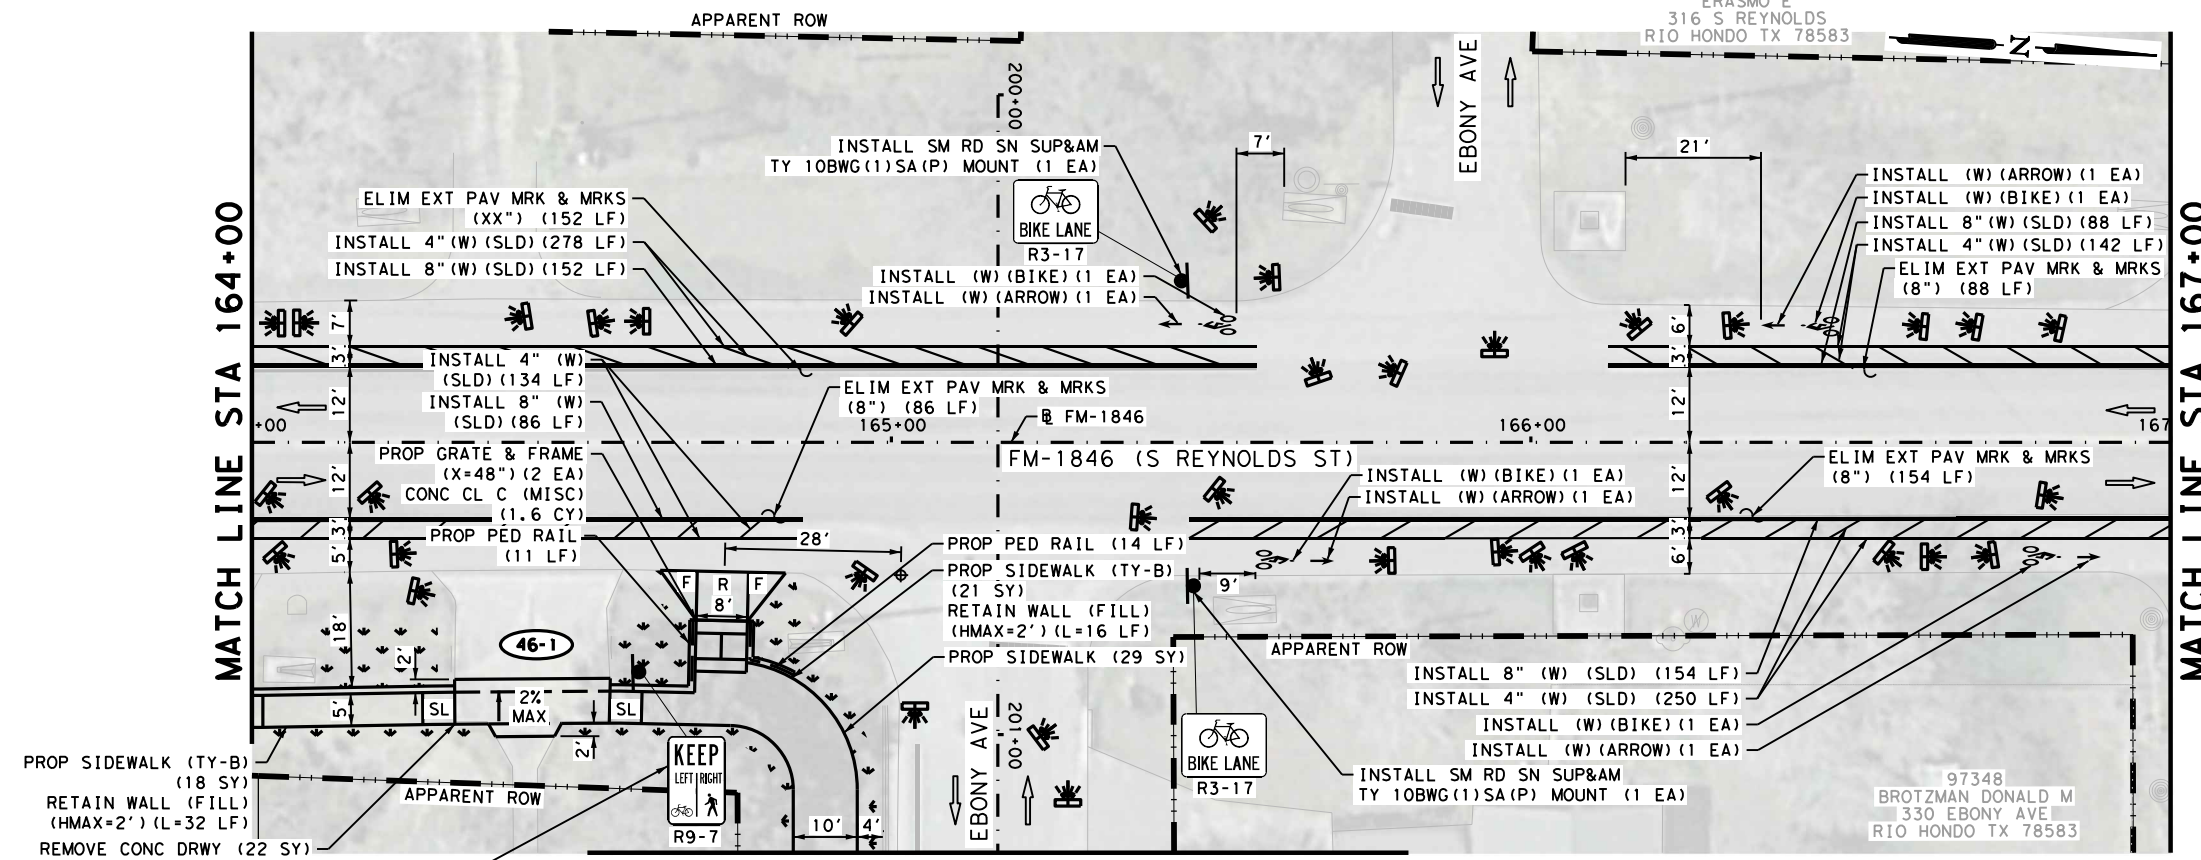 APPARENT ROW
ERASMO E
316 S REYNOLDS
RIO HONDO TX 78583
N
200+00
EBONY AVE
INSTALL SM RD SN SUP&AM
TY 10BWG(1)SA(P) MOUNT (1 EA)
7'
21'
BIKE LANE
R3-17
INSTALL (W)(BIKE)(1 EA)
INSTALL (W)(ARROW)(1 EA)
ELIM EXT PAV MRK & MRKS
(XX") (152 LF)
INSTALL 4"(W)(SLD)(278 LF)
INSTALL 8"(W)(SLD)(152 LF)
INSTALL (W)(ARROW)(1 EA)
INSTALL (W)(BIKE)(1 EA)
INSTALL 8"(W)(SLD)(88 LF)
INSTALL 4"(W)(SLD)(142 LF)
ELIM EXT PAV MRK & MRKS
(8") (88 LF)
MATCH LINE STA 164+00
MATCH LINE STA 167+00
7'
3'
12'
12'
3'
5'
18'
2'
5'
6'
3'
12'
12'
3'
6'
INSTALL 4" (W)
(SLD)(134 LF)
INSTALL 8" (W)
(SLD)(86 LF)
ELIM EXT PAV MRK & MRKS
(8") (86 LF)
℄ FM-1846
+00
165+00
166+00
167
FM-1846 (S REYNOLDS ST)
PROP GRATE & FRAME
(X=48") (2 EA)
CONC CL C (MISC)
(1.6 CY)
PROP PED RAIL
(11 LF)
INSTALL (W)(BIKE)(1 EA)
INSTALL (W)(ARROW)(1 EA)
ELIM EXT PAV MRK & MRKS
(8") (154 LF)
28'
F R F
8'
PROP PED RAIL (14 LF)
PROP SIDEWALK (TY-B)
(21 SY)
RETAIN WALL (FILL)
(HMAX=2')(L=16 LF)
PROP SIDEWALK (29 SY)
9'
W
46-1
SL
2%
MAX
SL
2'
APPARENT ROW
INSTALL 8" (W) (SLD) (154 LF)
INSTALL 4" (W) (SLD) (250 LF)
INSTALL (W)(BIKE)(1 EA)
INSTALL (W)(ARROW)(1 EA)
KEEP
LEFT RIGHT
R9-7
EBONY AVE
201+00
BIKE LANE
R3-17
INSTALL SM RD SN SUP&AM
TY 10BWG(1)SA(P) MOUNT (1 EA)
PROP SIDEWALK (TY-B)
(18 SY)
RETAIN WALL (FILL)
(HMAX=2')(L=32 LF)
REMOVE CONC DRWY (22 SY)
APPARENT ROW
10'
4'
97348
BROTZMAN DONALD M
330 EBONY AVE
RIO HONDO TX 78583